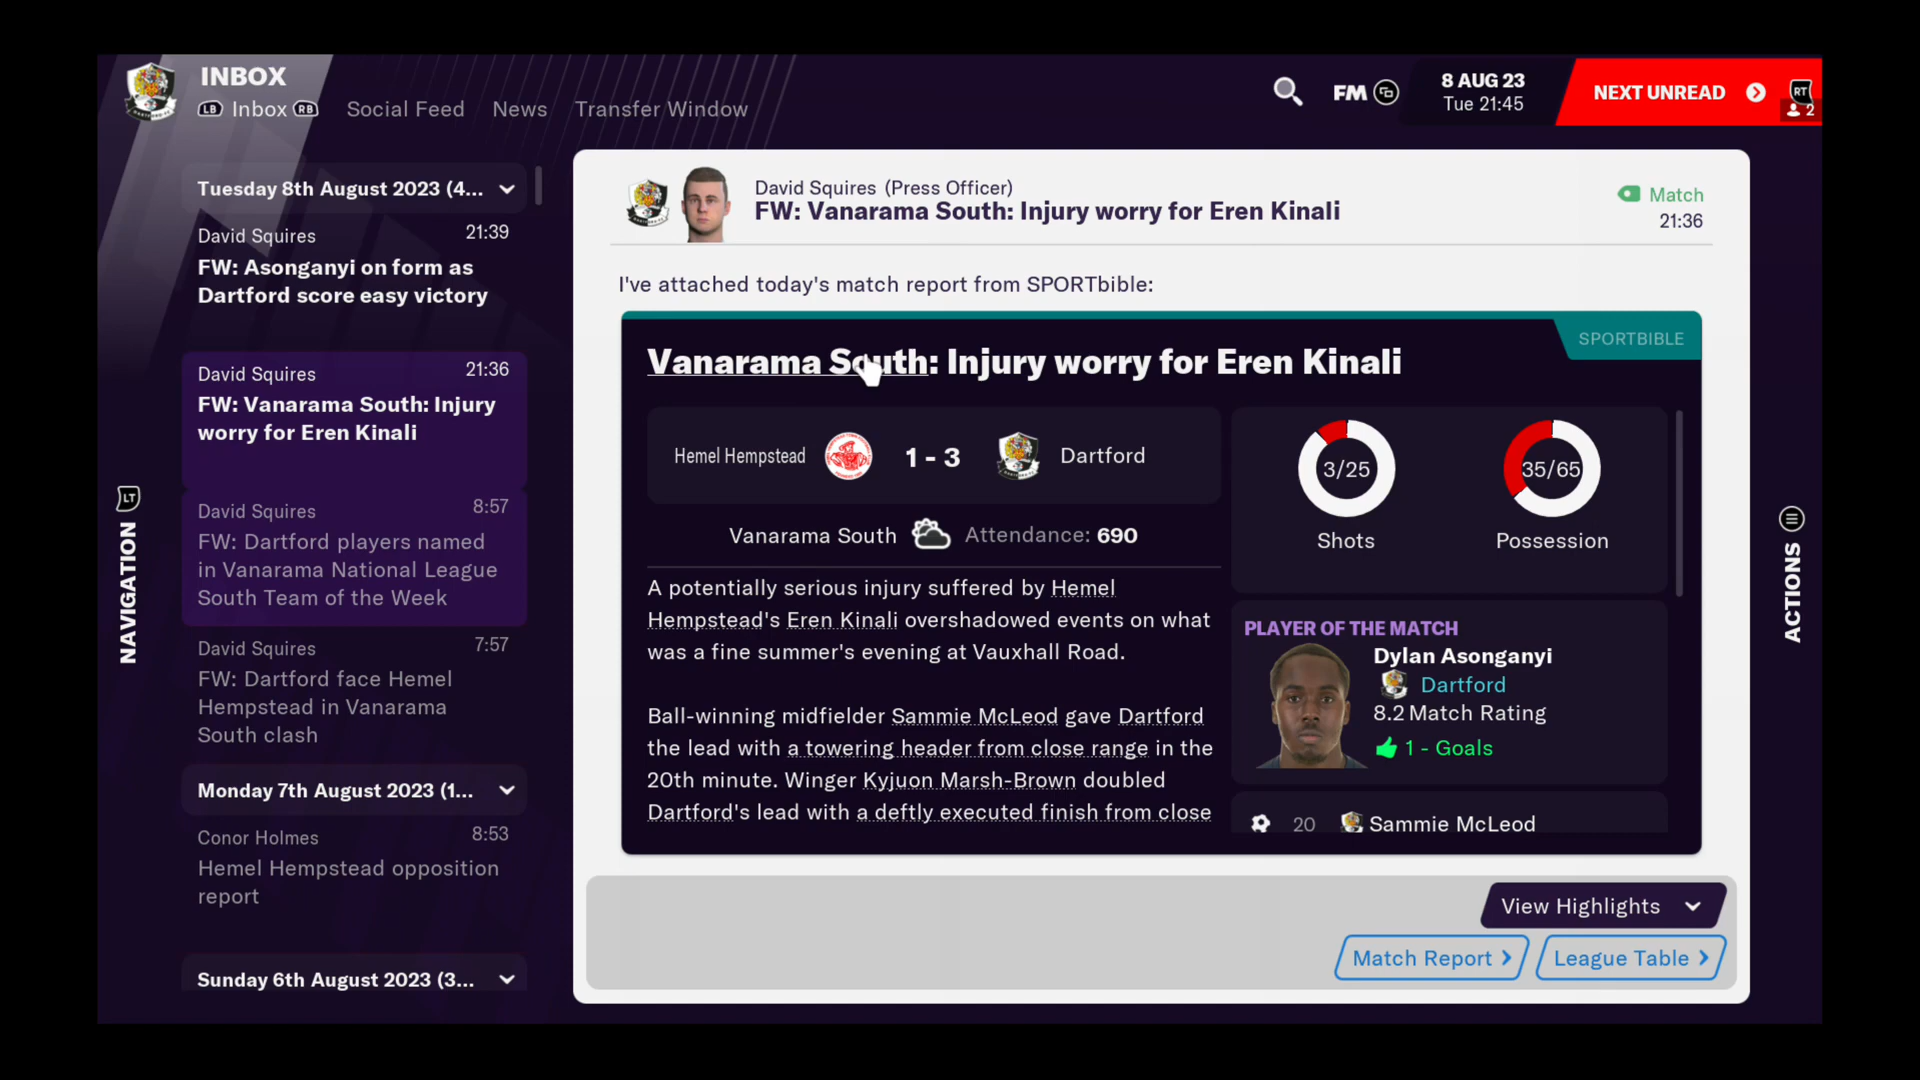 INBOX
LB Inbox RB Social Feed News Transfer Window
FM
8 AUG 23
Tue 21:45
NEXT UNREAD
RT
2
Tuesday 8th August 2023 (4...
David Squires 21:39
FW: Asonganyi on form as
Dartford score easy victory
David Squires 21:36
FW: Vanarama South: Injury
worry for Eren Kinali
David Squires 8:57
FW: Dartford players named
in Vanarama National League
South Team of the Week
David Squires 7:57
FW: Dartford face Hemel
Hempstead in Vanarama
South clash
Monday 7th August 2023 (1...
Conor Holmes 8:53
Hemel Hempstead opposition
report
Sunday 6th August 2023 (3...
LT
NAVIGATION
David Squires (Press Officer)
FW: Vanarama South: Injury worry for Eren Kinali
Match
21:36
I've attached today's match report from SPORTbible:
SPORTBIBLE
Vanarama South: Injury worry for Eren Kinali
Hemel Hempstead 1 - 3 Dartford
Vanarama South Attendance: 690
A potentially serious injury suffered by Hemel
Hempstead's Eren Kinali overshadowed events on what
was a fine summer's evening at Vauxhall Road.
Ball-winning midfielder Sammie McLeod gave Dartford
the lead with a towering header from close range in the
20th minute. Winger Kyjuon Marsh-Brown doubled
Dartford's lead with a deftly executed finish from close
3/25
Shots
35/65
Possession
PLAYER OF THE MATCH
Dylan Asonganyi
Dartford
8.2 Match Rating
1 - Goals
20 Sammie McLeod
View Highlights
Match Report
League Table
ACTIONS